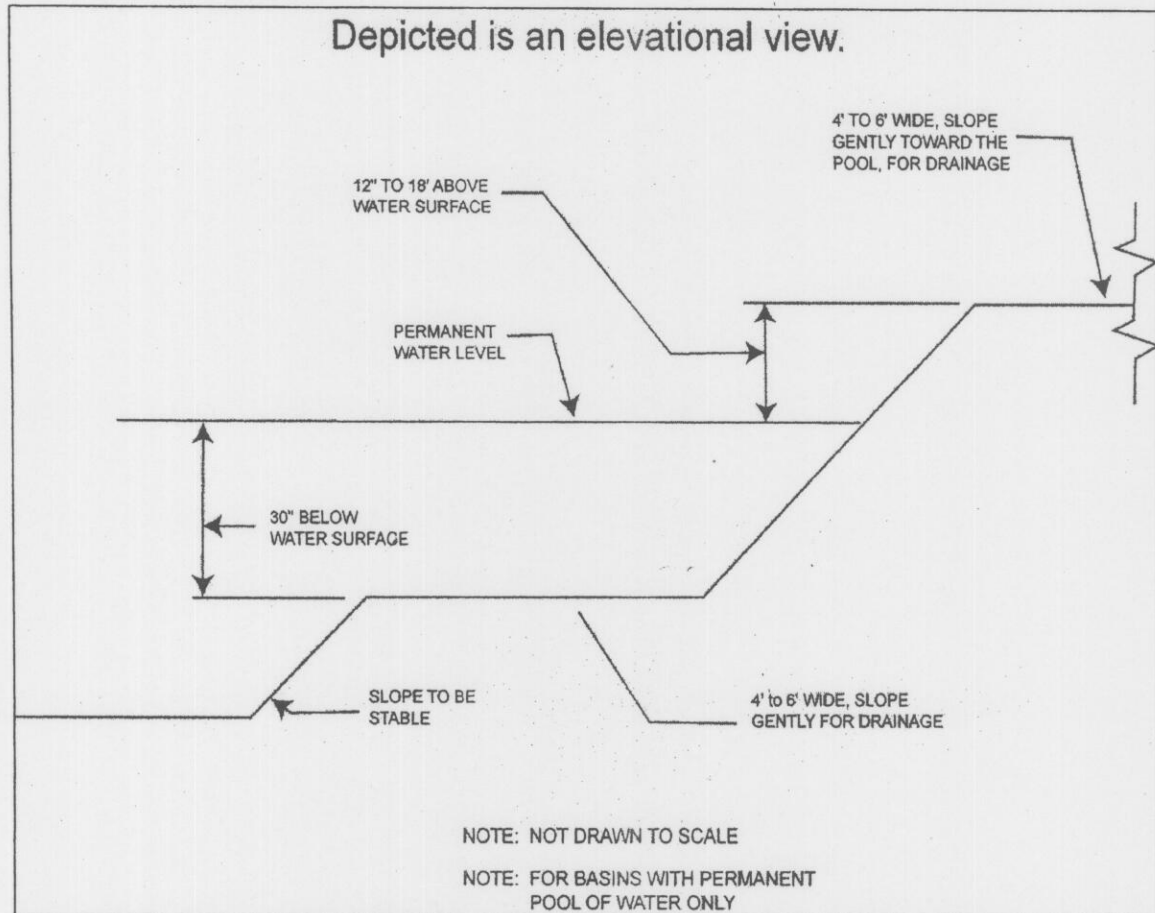 Depicted is an elevational view.
4' TO 6' WIDE, SLOPE
GENTLY TOWARD THE
POOL, FOR DRAINAGE
12" TO 18' ABOVE
WATER SURFACE
PERMANENT
WATER LEVEL
30" BELOW
WATER SURFACE
SLOPE TO BE
STABLE
4' to 6' WIDE, SLOPE
GENTLY FOR DRAINAGE
NOTE: NOT DRAWN TO SCALE
NOTE: FOR BASINS WITH PERMANENT
POOL OF WATER ONLY